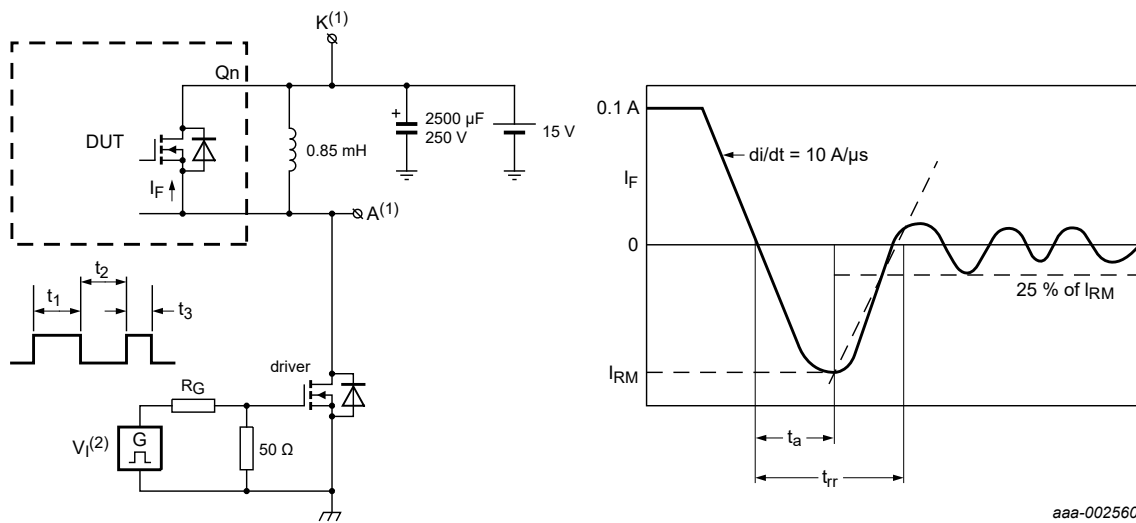 K(1)
Qn
DUT
IF
0.85 mH
+
2500 µF
250 V
15 V
A(1)
t1
t2
t3
driver
RG
VI(2)
G
50 Ω
0.1 A
di/dt = 10 A/µs
IF
0
25 % of IRM
IRM
ta
trr
aaa-002560